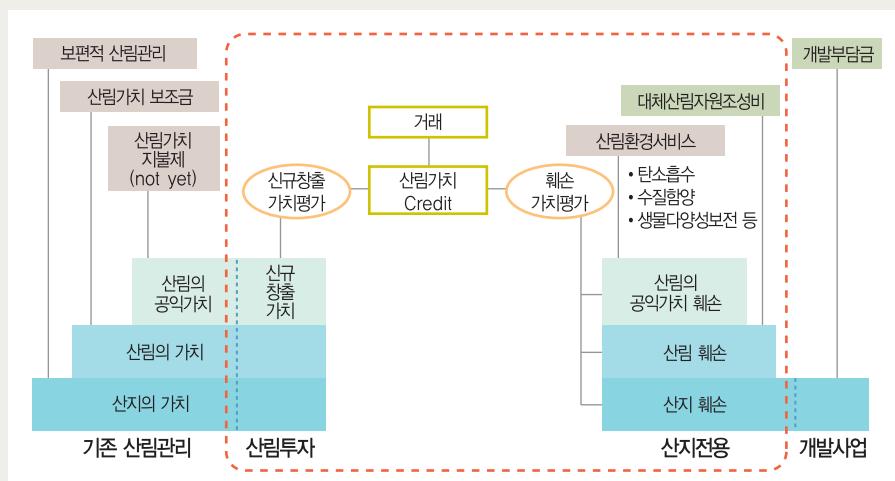 보편적 산림관리
개발부담금
산림가치 보조금
대체산림자원조성비
거래
산림가치
지불제
(not yet)
산림환경서비스
• 탄소흡수
• 수질함양
• 생물다양성보전 등
신규창출
가치평가
산림가치
Credit
훼손
가치평가
산림의
공익가치
신규
창출
가치
산림의
공익가치 훼손
산림의 가치
산림 훼손
산지의 가치
산지 훼손
기존 산림관리
산림투자
산지전용
개발사업